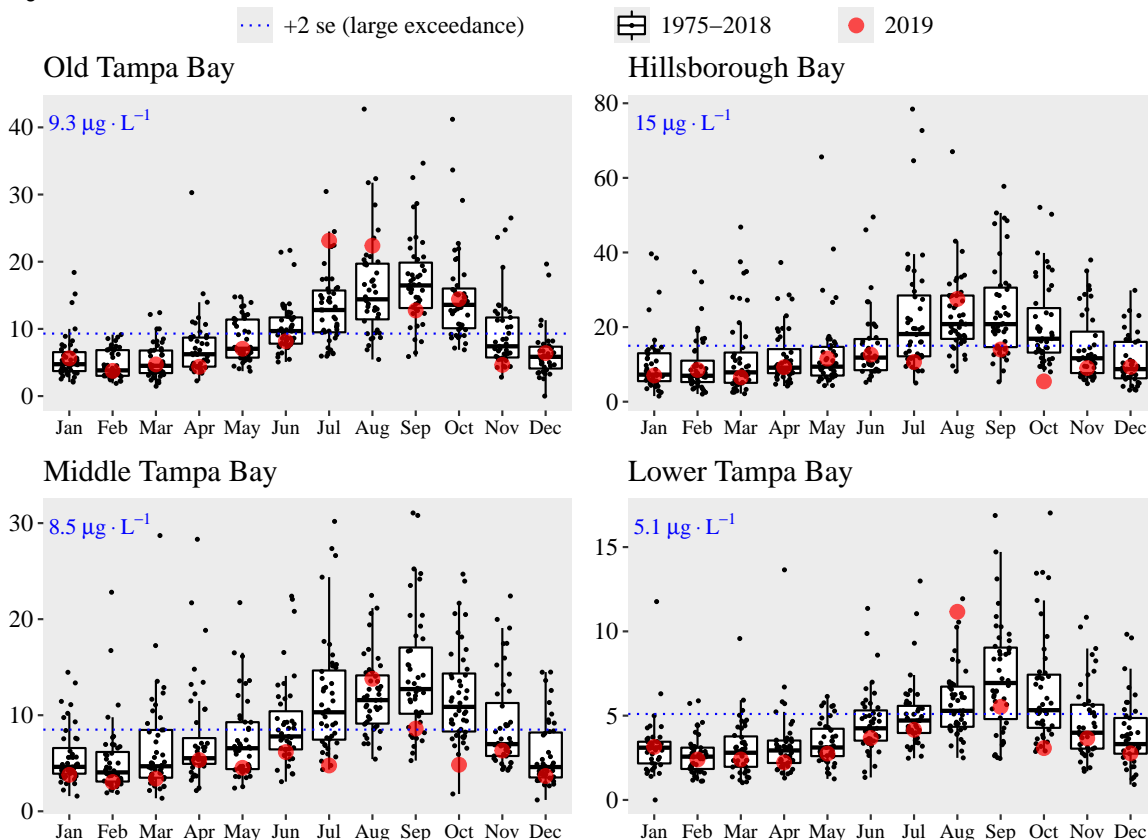 +2 se (large exceedance) 1975−2018 2019
Old Tampa Bay
9.3 μg ⋅ L⁻¹
40
30
20
10
0
Jan Feb Mar Apr May Jun Jul Aug Sep Oct Nov Dec
Hillsborough Bay
15 μg ⋅ L⁻¹
80
60
40
20
0
Jan Feb Mar Apr May Jun Jul Aug Sep Oct Nov Dec
Middle Tampa Bay
8.5 μg ⋅ L⁻¹
30
20
10
0
Jan Feb Mar Apr May Jun Jul Aug Sep Oct Nov Dec
Lower Tampa Bay
5.1 μg ⋅ L⁻¹
15
10
5
0
Jan Feb Mar Apr May Jun Jul Aug Sep Oct Nov Dec